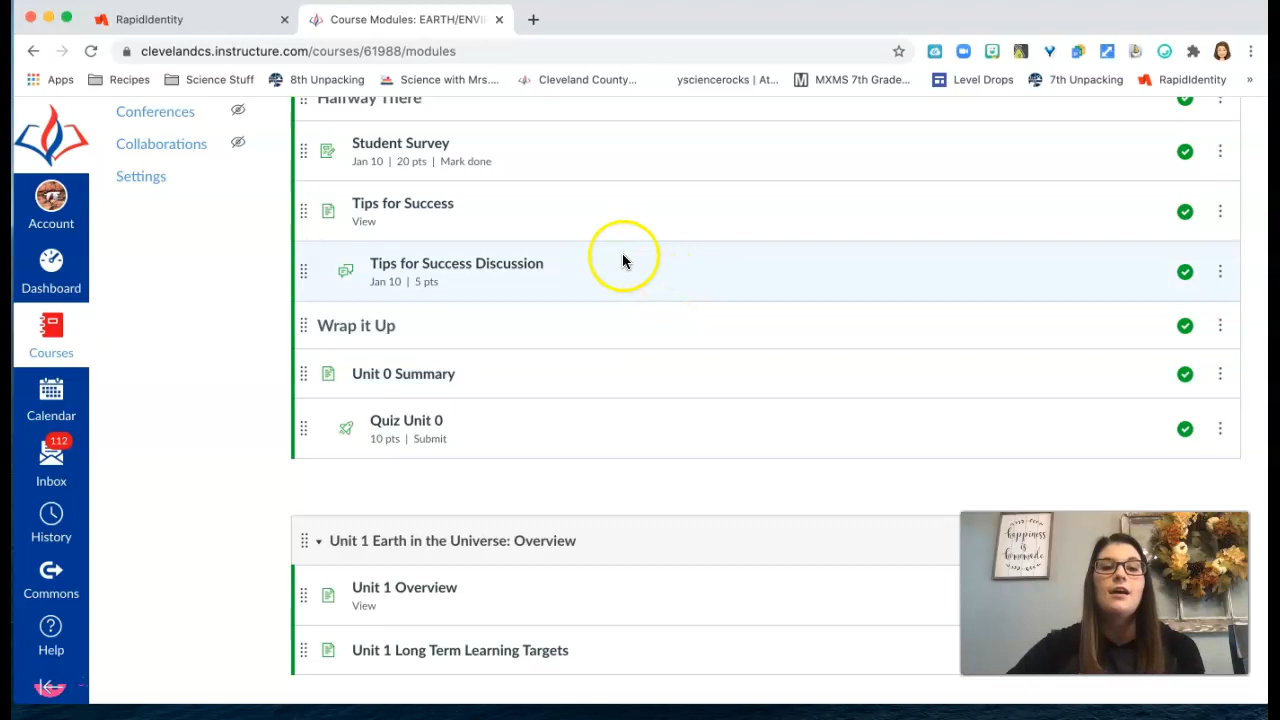 RapidIdentity
Course Modules: EARTH/ENVI
clevelandcs.instructure.com/courses/61988/modules
Apps
Recipes
Science Stuff
8th Unpacking
Science with Mrs....
Cleveland County...
ysciencerocks | At...
MXMS 7th Grade...
Level Drops
7th Unpacking
RapidIdentity
»
Conferences
Collaborations
Settings
Account
Dashboard
Courses
Calendar
112
Inbox
History
Commons
Help
Halfway There
Student Survey
Jan 10 | 20 pts | Mark done
Tips for Success
View
Tips for Success Discussion
Jan 10 | 5 pts
Wrap it Up
Unit 0 Summary
Quiz Unit 0
10 pts | Submit
Unit 1 Earth in the Universe: Overview
Unit 1 Overview
View
Unit 1 Long Term Learning Targets
happiness
is
homemade